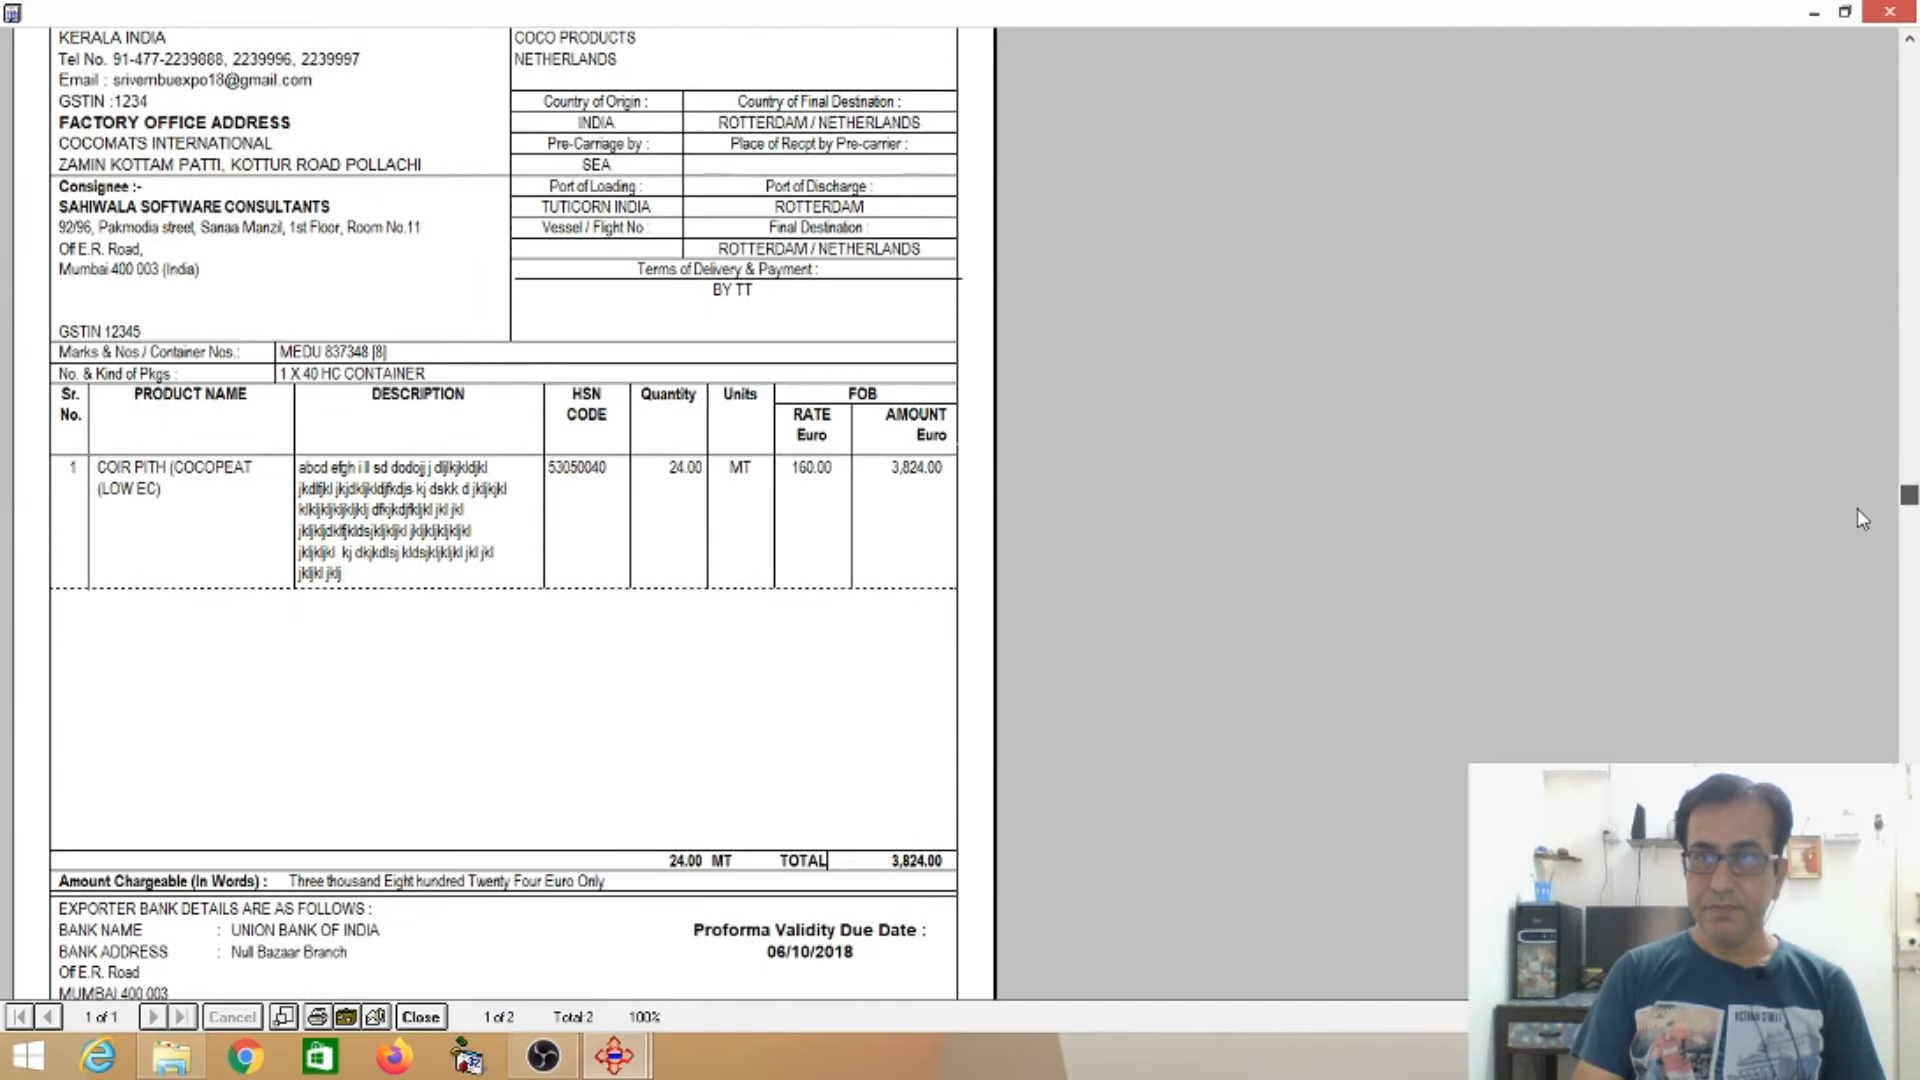 KERALA INDIA
Tel No. 91-477-2239888, 2239996, 2239997
Email : srivembuexpo18@gmail.com
GSTIN :1234
FACTORY OFFICE ADDRESS
COCOMATS INTERNATIONAL
ZAMIN KOTTAM PATTI, KOTTUR ROAD POLLACHI
COCO PRODUCTS
NETHERLANDS
Country of Origin : Country of Final Destination :
INDIA ROTTERDAM / NETHERLANDS
Pre-Carriage by : Place of Recpt by Pre-carrier :
SEA
Port of Loading : Port of Discharge :
TUTICORN INDIA ROTTERDAM
Vessel / Flight No : Final Destination :
ROTTERDAM / NETHERLANDS
Terms of Delivery & Payment :
BY TT
Consignee :-
SAHIWALA SOFTWARE CONSULTANTS
92/96, Pakmodia street, Sanaa Manzil, 1st Floor, Room No.11
Of E.R. Road,
Mumbai 400 003 (India)
GSTIN 12345
Marks & Nos / Container Nos.: MEDU 837348 [8]
No. & Kind of Pkgs : 1 X 40 HC CONTAINER
Sr. PRODUCT NAME DESCRIPTION HSN Quantity Units FOB
No. CODE RATE AMOUNT
Euro Euro
1 COIR PITH (COCOPEAT abcd efgh i ll sd 53050040 24.00 MT 160.00 3,824.00
(LOW EC)
24.00 MT TOTAL 3,824.00
Amount Chargeable (In Words) : Three thousand Eight hundred Twenty Four Euro Only
EXPORTER BANK DETAILS ARE AS FOLLOWS :
BANK NAME : UNION BANK OF INDIA
BANK ADDRESS : Null Bazaar Branch
Of E.R. Road
MUMBAI 400 003
Proforma Validity Due Date :
06/10/2018
1 of 1 Cancel Close 1 of 2 Total:2 100%